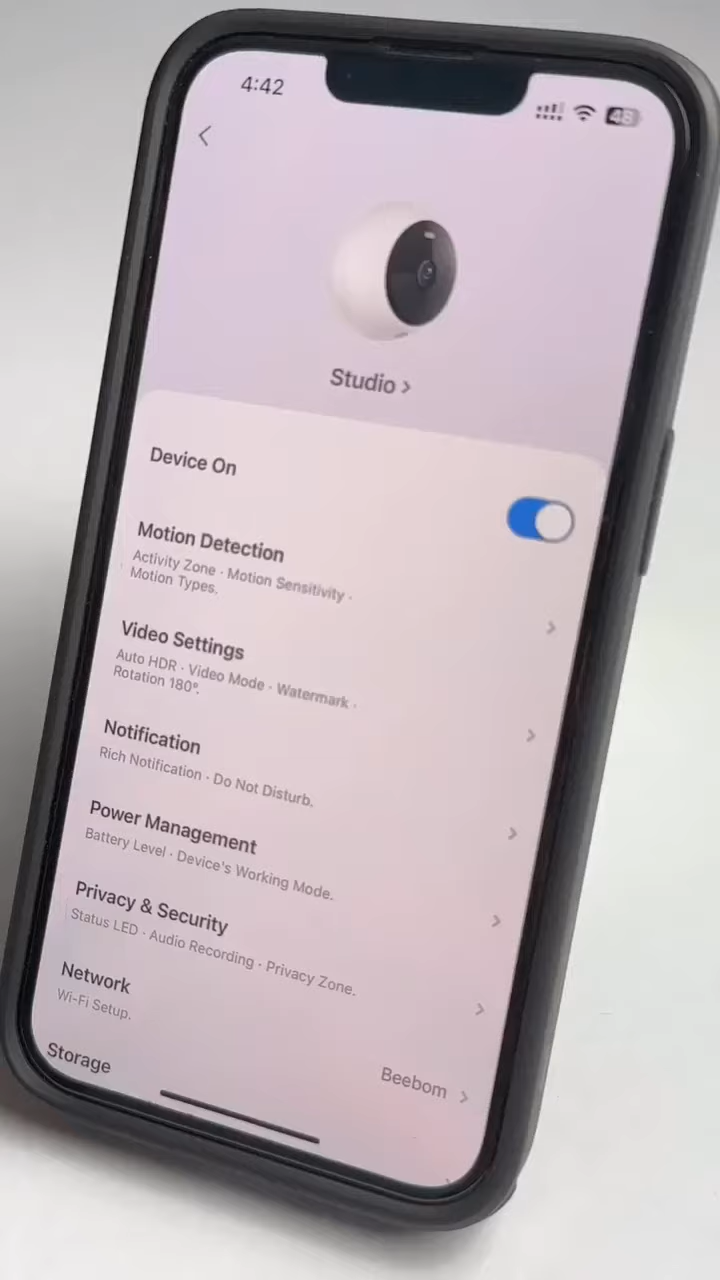 4:42
48
Studio >
Device On
Motion Detection
Activity Zone · Motion Sensitivity ·
Motion Types.
Video Settings
Auto HDR · Video Mode · Watermark ·
Rotation 180°.
Notification
Rich Notification · Do Not Disturb.
Power Management
Battery Level · Device's Working Mode.
Privacy & Security
Status LED · Audio Recording · Privacy Zone.
Network
Wi-Fi Setup.
Beebom
Storage